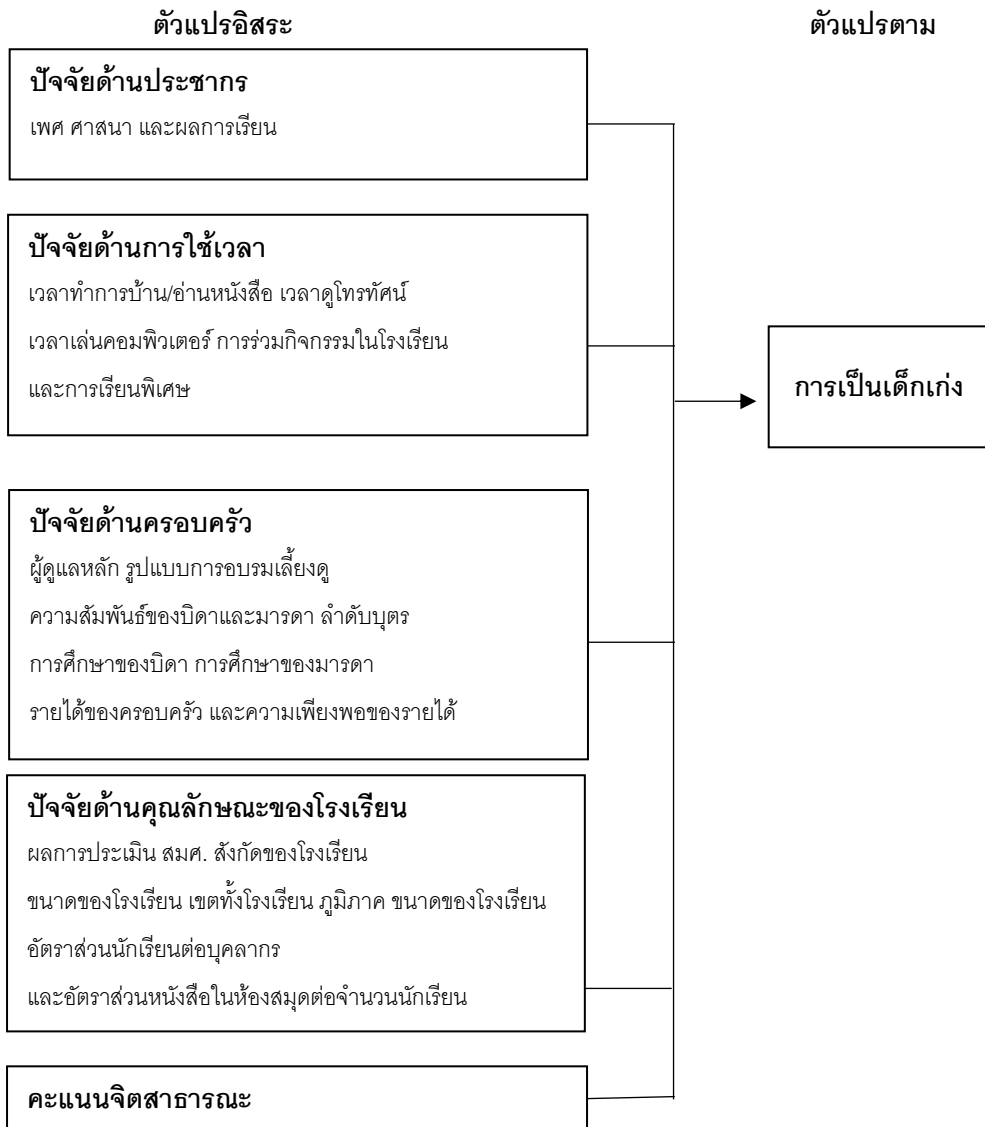 ตัวแปรอิสระ
ตัวแปรตาม
ปัจจัยด้านประชากร
เพศ ศาสนา และผลการเรียน
ปัจจัยด้านการใช้เวลา
เวลาทำการบ้าน/อ่านหนังสือ เวลาดูโทรทัศน์
เวลาเล่นคอมพิวเตอร์ การร่วมกิจกรรมในโรงเรียน
และการเรียนพิเศษ
การเป็นเด็กเก่ง
ปัจจัยด้านครอบครัว
ผู้ดูแลหลัก รูปแบบการอบรมเลี้ยงดู
ความสัมพันธ์ของบิดาและมารดา ลำดับบุตร
การศึกษาของบิดา การศึกษาของมารดา
รายได้ของครอบครัว และความเพียงพอของรายได้
ปัจจัยด้านคุณลักษณะของโรงเรียน
ผลการประเมิน สมศ. สังกัดของโรงเรียน
ขนาดของโรงเรียน เขตทั้งโรงเรียน ภูมิภาค ขนาดของโรงเรียน
อัตราส่วนนักเรียนต่อบุคลากร
และอัตราส่วนหนังสือในห้องสมุดต่อจำนวนนักเรียน
คะแนนจิตสาธารณะ